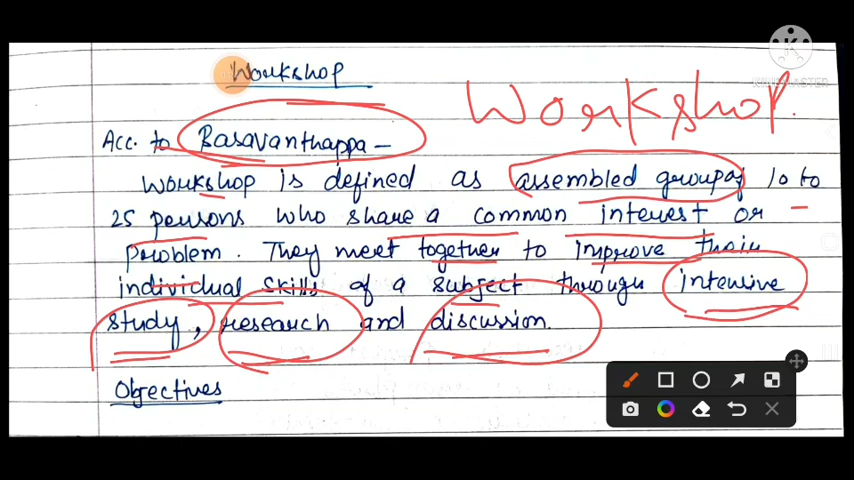 Workshop
Workshop.
KINEMASTER
Acc. to Basavanthappa -
Workshop is defined as assembled group of 10 to
25 persons who share a common interest or
problem. They meet together to improve their
individual skills of a subject through intensive
study, research and discussion.
Objectives